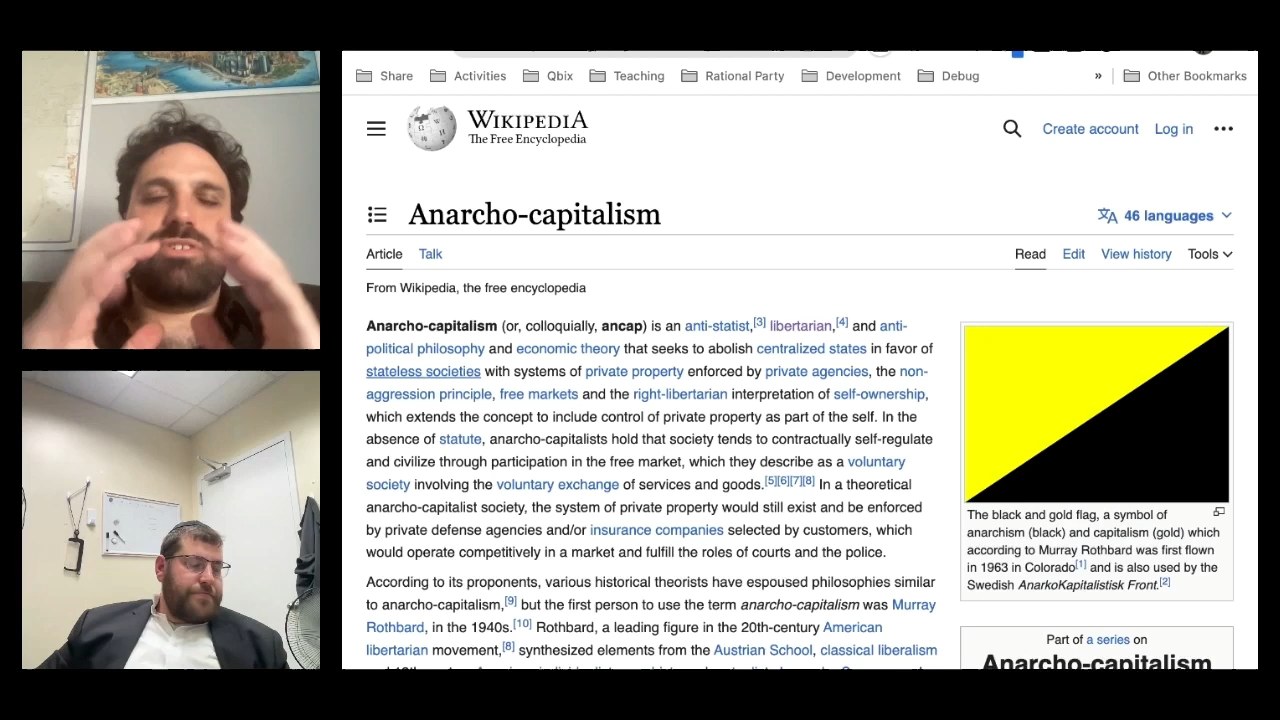 Share Activities Qbix Teaching Rational Party Development Debug » Other Bookmarks
WIKIPEDIA
The Free Encyclopedia
Create account Log in
Anarcho-capitalism
46 languages
Article Talk
Read Edit View history Tools
From Wikipedia, the free encyclopedia
Anarcho-capitalism (or, colloquially, ancap) is an anti-statist,[3] libertarian,[4] and anti-
political philosophy and economic theory that seeks to abolish centralized states in favor of
stateless societies with systems of private property enforced by private agencies, the non-
aggression principle, free markets and the right-libertarian interpretation of self-ownership,
which extends the concept to include control of private property as part of the self. In the
absence of statute, anarcho-capitalists hold that society tends to contractually self-regulate
and civilize through participation in the free market, which they describe as a voluntary
society involving the voluntary exchange of services and goods.[5][6][7][8] In a theoretical
anarcho-capitalist society, the system of private property would still exist and be enforced
by private defense agencies and/or insurance companies selected by customers, which
would operate competitively in a market and fulfill the roles of courts and the police.
According to its proponents, various historical theorists have espoused philosophies similar
to anarcho-capitalism,[9] but the first person to use the term anarcho-capitalism was Murray
Rothbard, in the 1940s.[10] Rothbard, a leading figure in the 20th-century American
libertarian movement,[8] synthesized elements from the Austrian School, classical liberalism
The black and gold flag, a symbol of
anarchism (black) and capitalism (gold) which
according to Murray Rothbard was first flown
in 1963 in Colorado[1] and is also used by the
Swedish AnarkoKapitalistisk Front.[2]
Part of a series on
Anarcho-capitalism